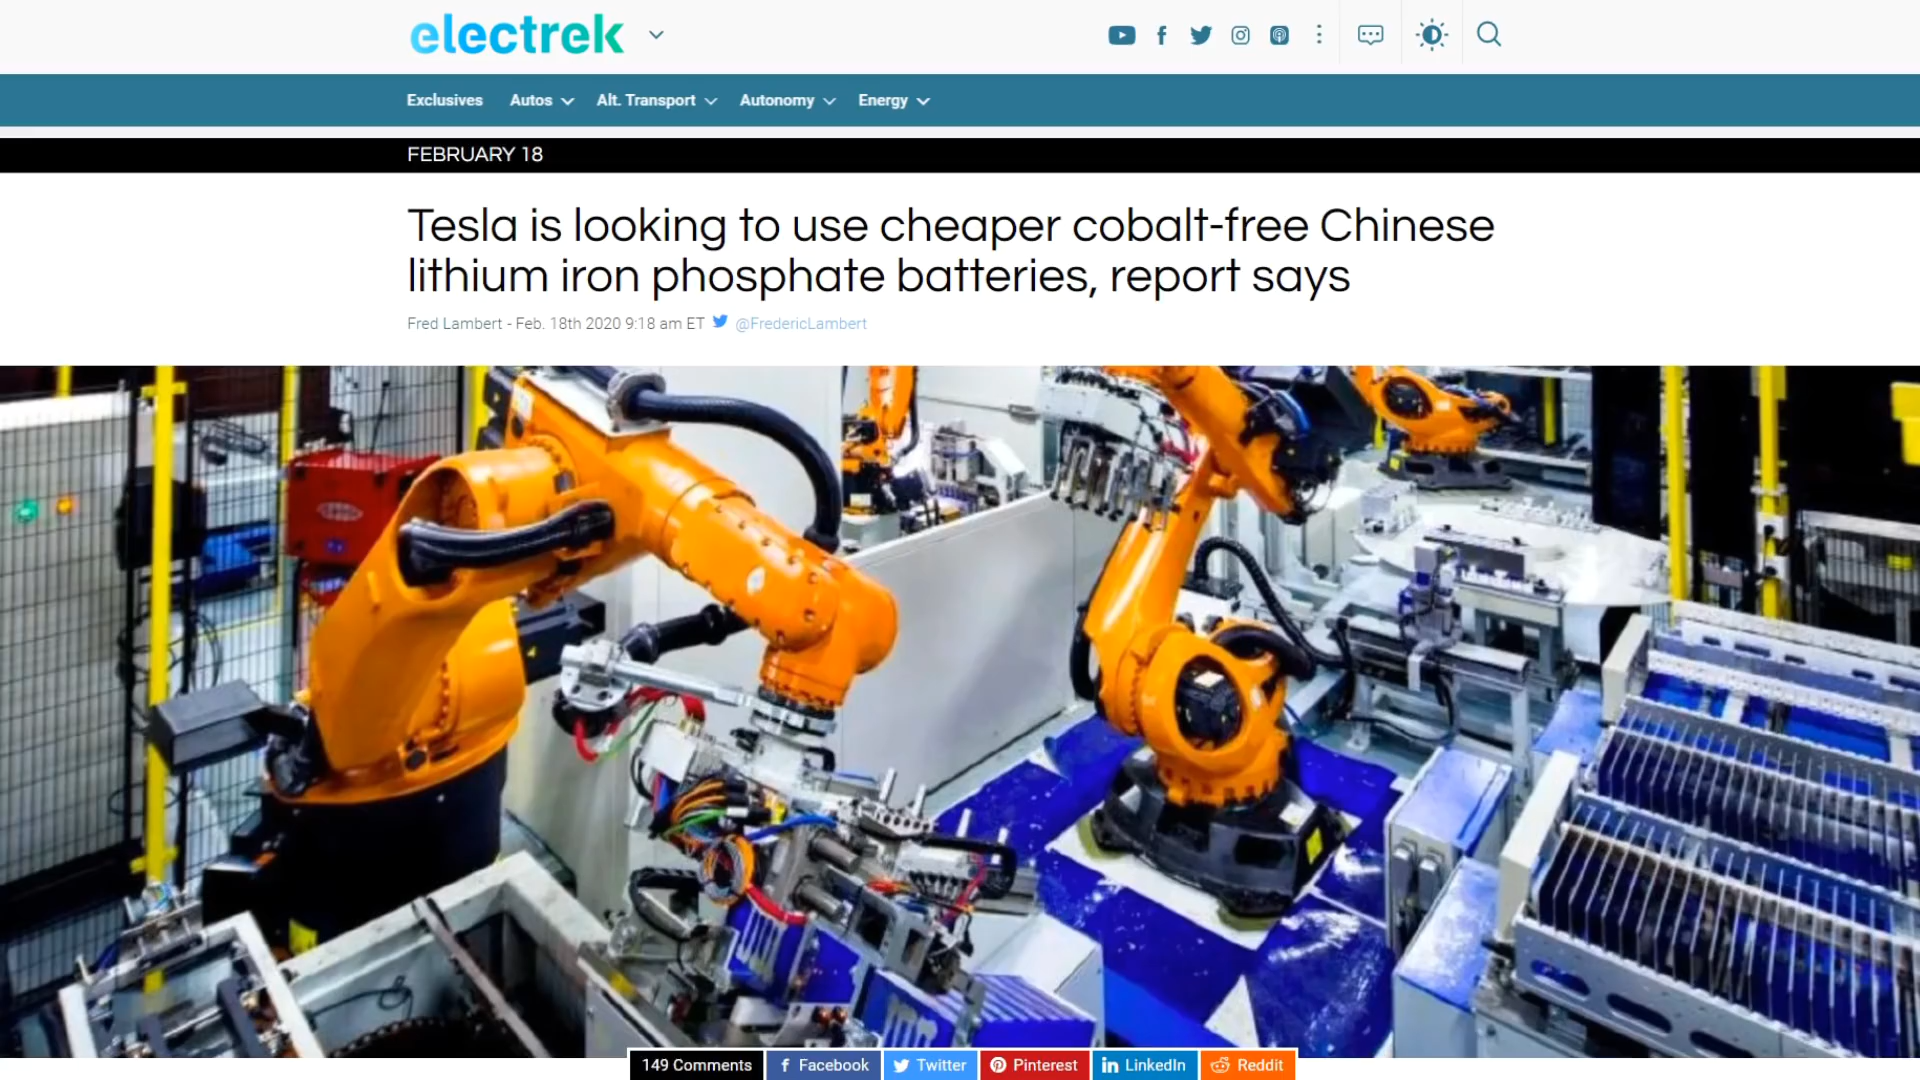 electrek
Exclusives Autos Alt. Transport Autonomy Energy
FEBRUARY 18
Tesla is looking to use cheaper cobalt-free Chinese
lithium iron phosphate batteries, report says
Fred Lambert - Feb. 18th 2020 9:18 am ET @FredericLambert
149 Comments Facebook Twitter Pinterest LinkedIn Reddit